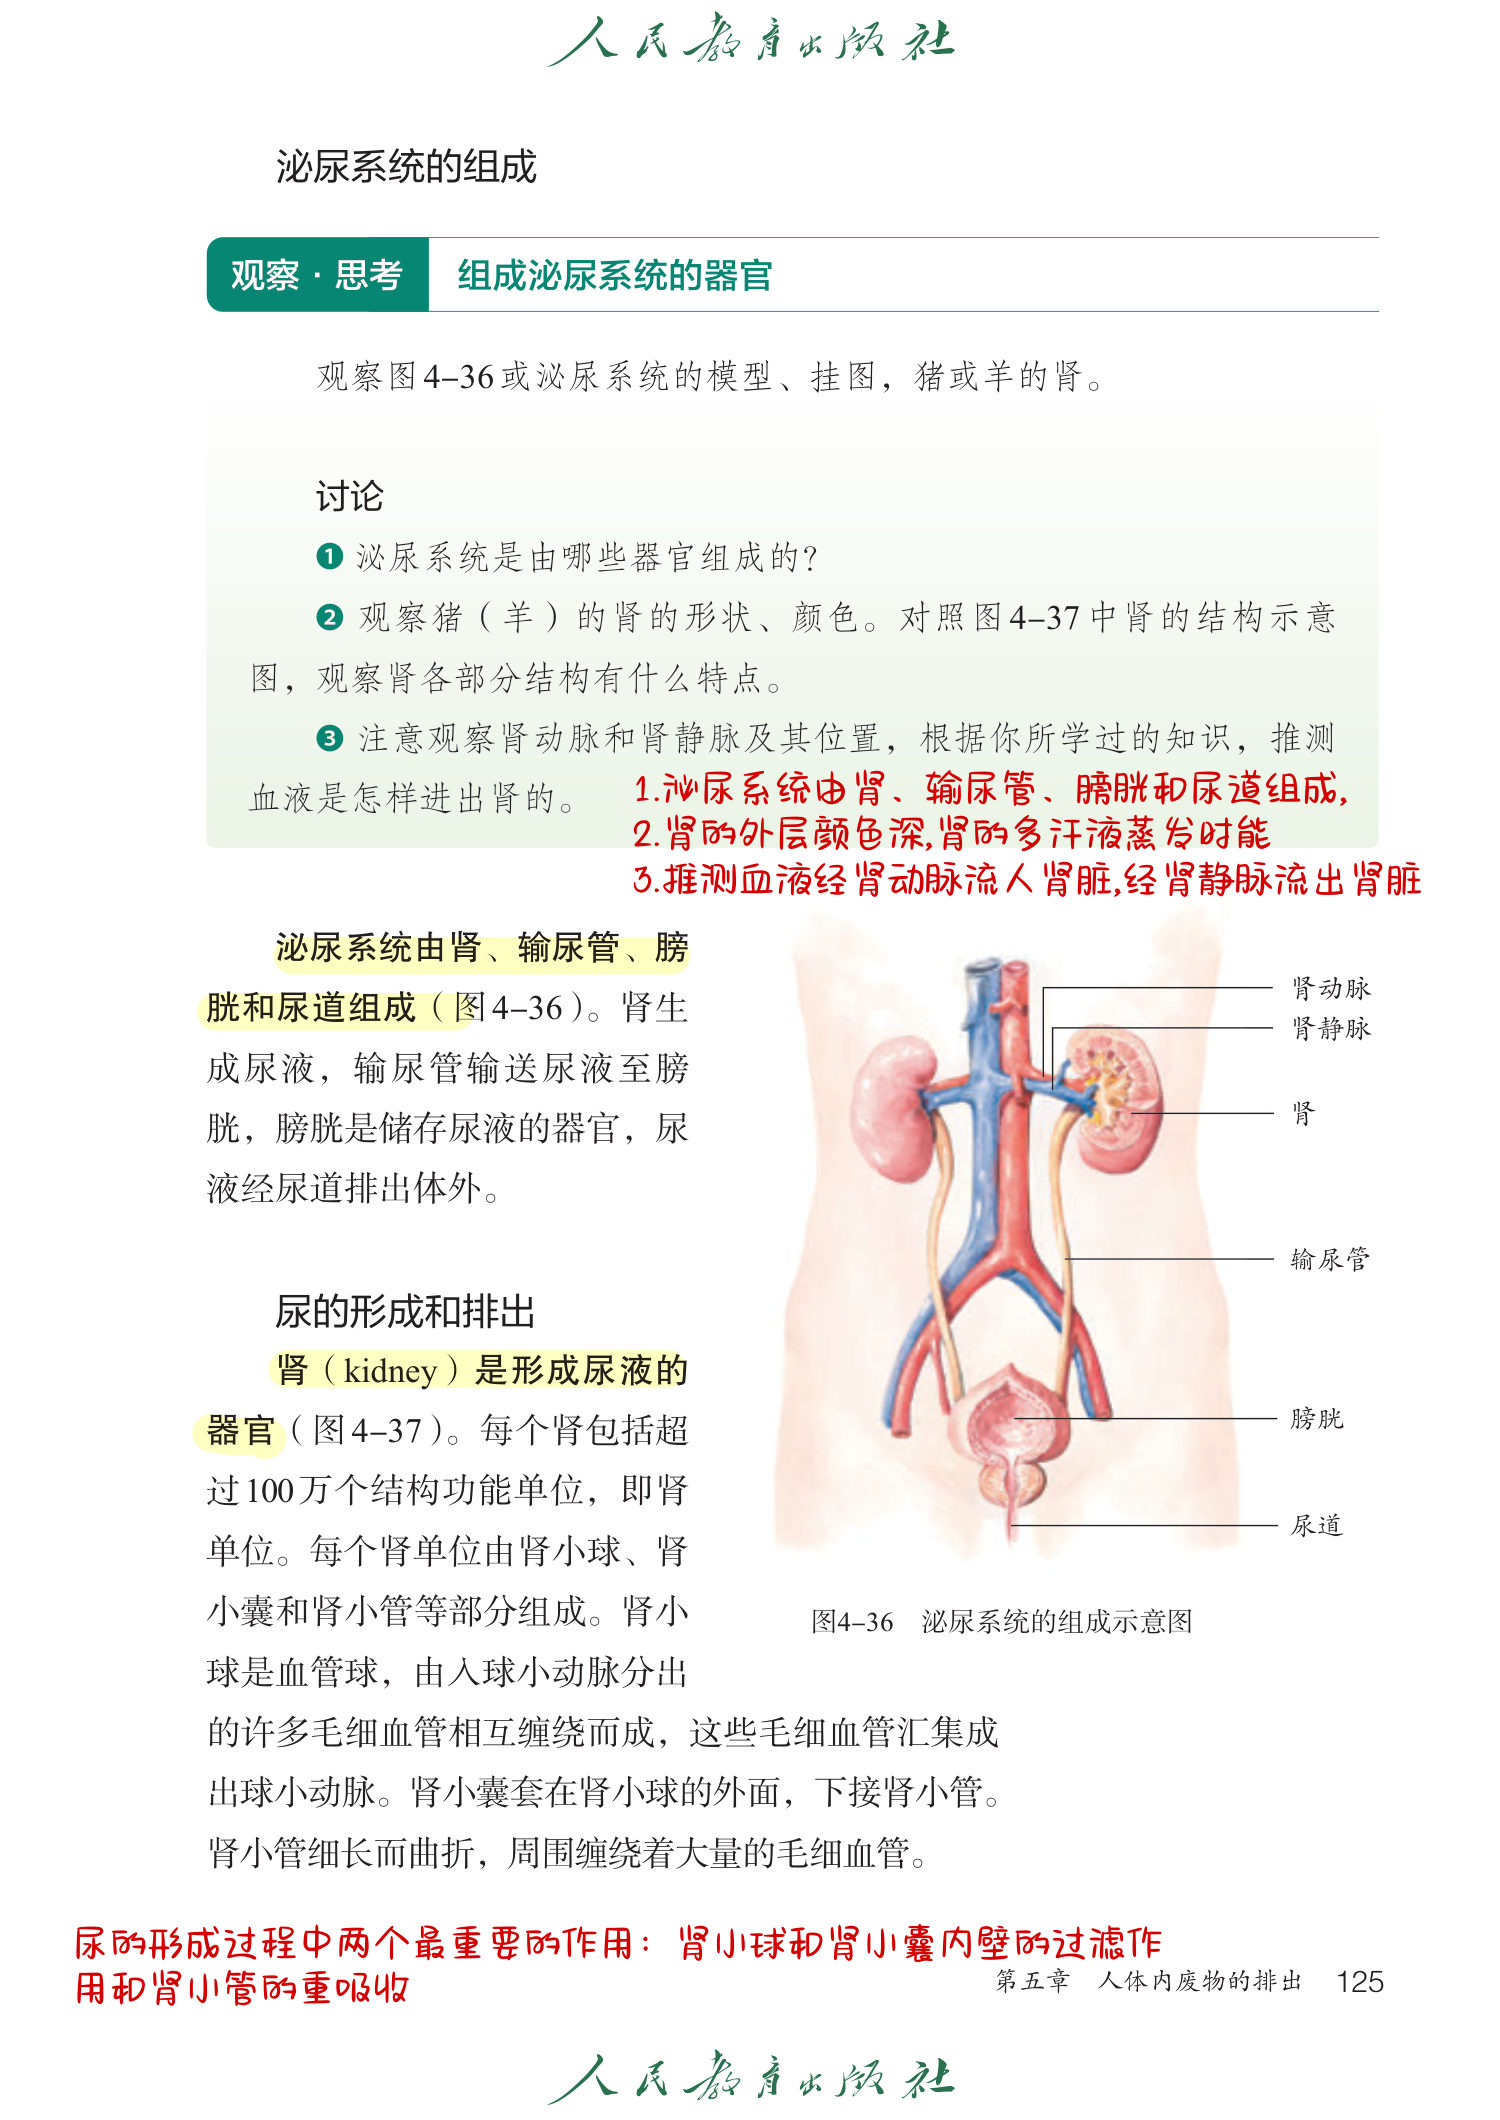 人民教育出版社
泌尿系统的组成
观察·思考 组成泌尿系统的器官
观察图4–36或泌尿系统的模型、挂图，猪或羊的肾。
讨论
❶ 泌尿系统是由哪些器官组成的？
❷ 观察猪（羊）的肾的形状、颜色。对照图4–37中肾的结构示意
图，观察肾各部分结构有什么特点。
❸ 注意观察肾动脉和肾静脉及其位置，根据你所学过的知识，推测
血液是怎样进出肾的。
1.泌尿系统由肾、输尿管、膀胱和尿道组成,
2.肾的外层颜色深,肾的多汗液蒸发时能
3.推测血液经肾动脉流人肾脏,经肾静脉流出肾脏
泌尿系统由肾、输尿管、膀
胱和尿道组成（图4–36）。肾生
成尿液，输尿管输送尿液至膀
胱，膀胱是储存尿液的器官，尿
液经尿道排出体外。
尿的形成和排出
肾（kidney）是形成尿液的
器官（图4–37）。每个肾包括超
过100万个结构功能单位，即肾
单位。每个肾单位由肾小球、肾
小囊和肾小管等部分组成。肾小
球是血管球，由入球小动脉分出
的许多毛细血管相互缠绕而成，这些毛细血管汇集成
出球小动脉。肾小囊套在肾小球的外面，下接肾小管。
肾小管细长而曲折，周围缠绕着大量的毛细血管。
肾动脉
肾静脉
肾
输尿管
膀胱
尿道
图4–36 泌尿系统的组成示意图
尿的形成过程中两个最重要的作用：肾小球和肾小囊内壁的过滤作
用和肾小管的重吸收
第五章 人体内废物的排出 125
人民教育出版社